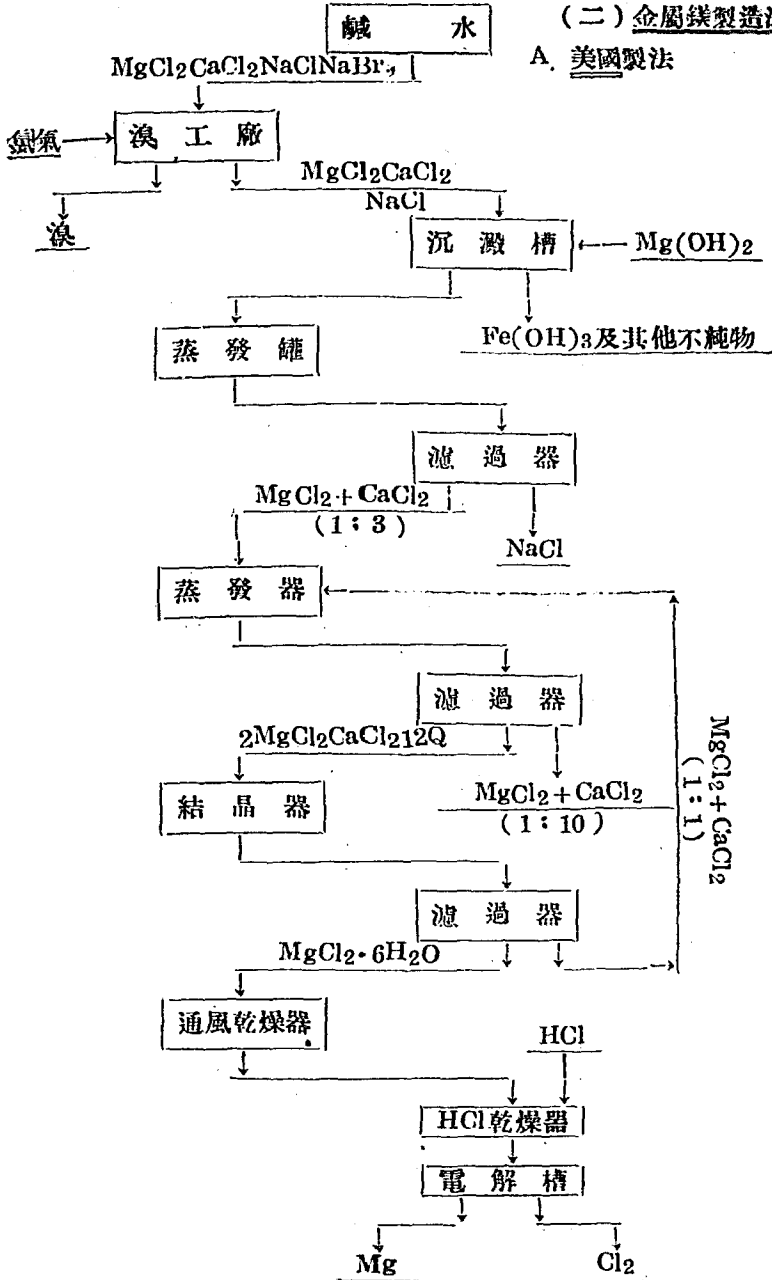 (二)金屬鎂製造法
A. 美國製法
鹹水
MgCl2CaCl2NaClNaBr,
氯氣
溴工廠
MgCl2CaCl2
NaCl
溴
沉澱槽
Mg(OH)2
蒸發罐
Fe(OH)3及其他不純物
濾過器
MgCl2+CaCl2
(1:3)
NaCl
蒸發器
濾過器
2MgCl2CaCl212Q
MgCl2+CaCl2
(1:10)
MgCl2+CaCl2
(1:1)
結晶器
濾過器
MgCl2·6H2O
通風乾燥器
HCl
HCl乾燥器
電解槽
Mg
Cl2